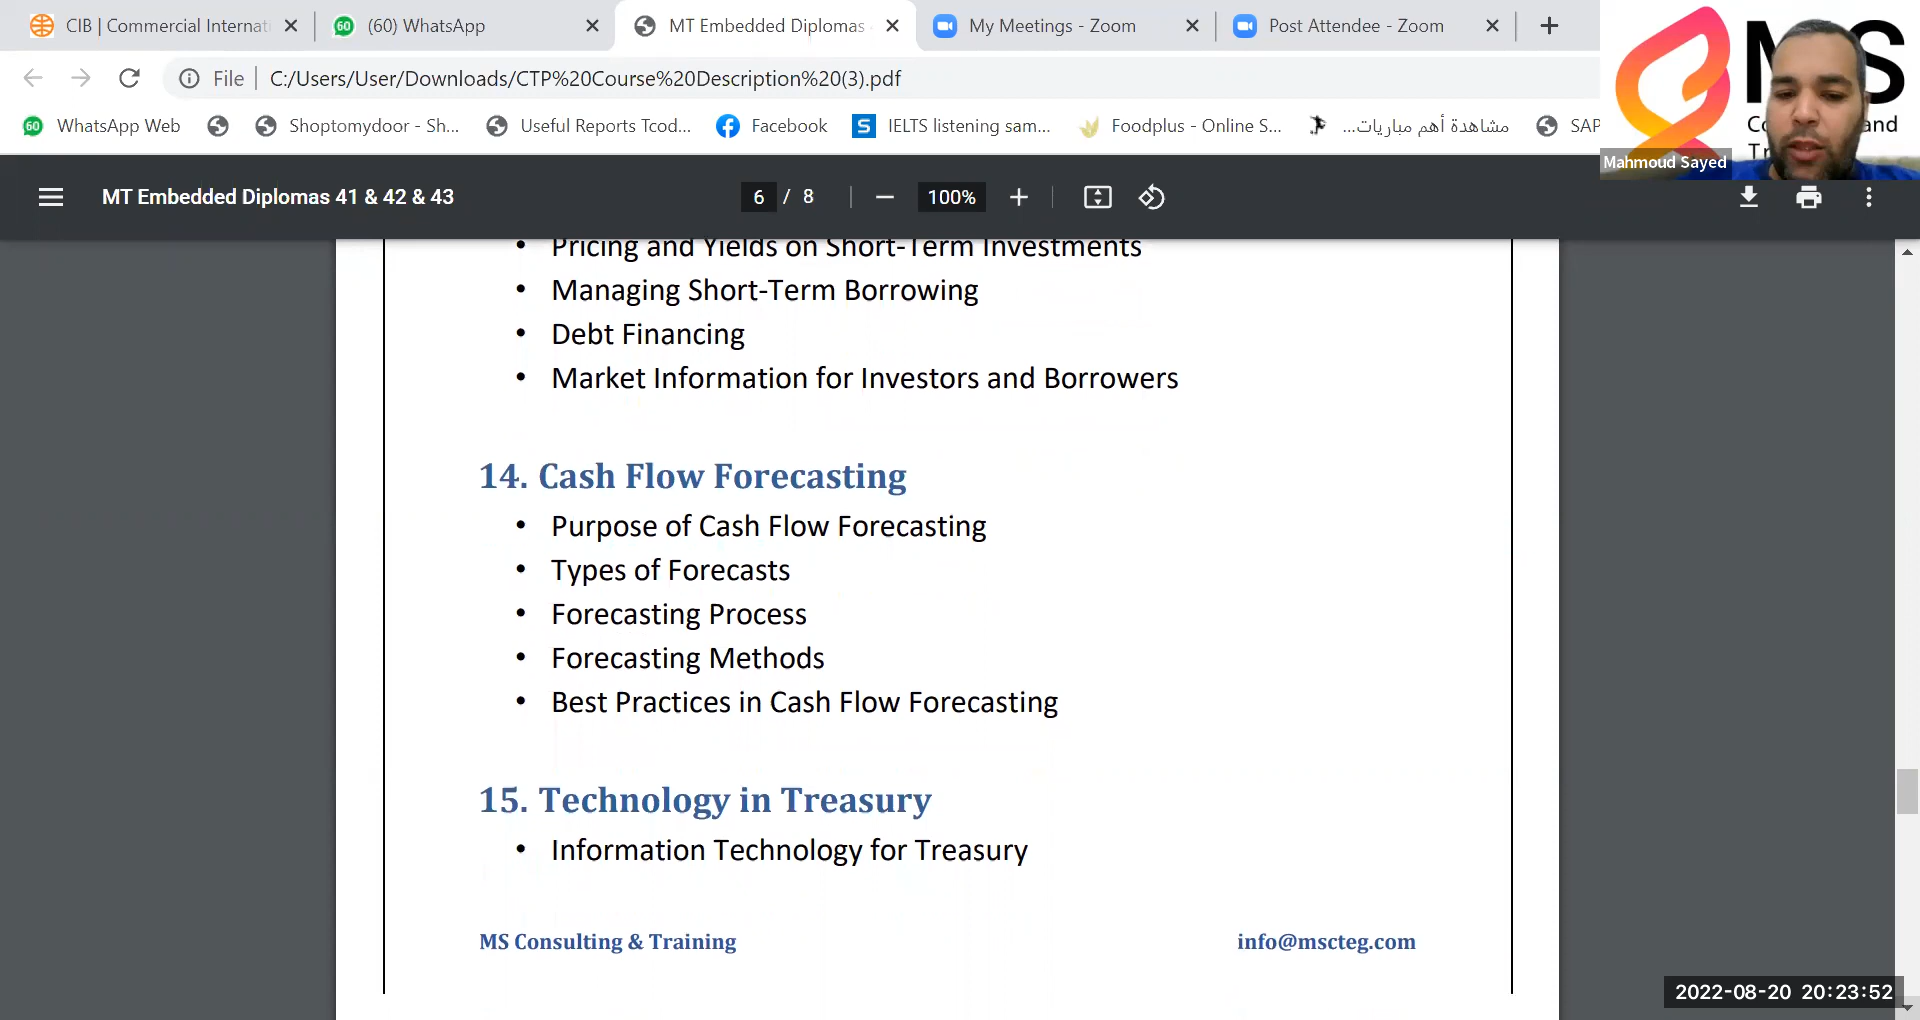 CIB | Commercial Internat
(60) WhatsApp
MT Embedded Diplomas
My Meetings - Zoom
Post Attendee - Zoom
File
C:/Users/User/Downloads/CTP%20Course%20Description%20(3).pdf
60 WhatsApp Web
Shoptomydoor - Sh...
Useful Reports Tcod...
Facebook
S IELTS listening sam...
Foodplus - Online S...
مشاهدة أهم مباريات...
SAP
and
Mahmoud Sayed
MT Embedded Diplomas 41 & 42 & 43
6 / 8
100%
• Pricing and Yields on Short-Term Investments
• Managing Short-Term Borrowing
• Debt Financing
• Market Information for Investors and Borrowers
14. Cash Flow Forecasting
• Purpose of Cash Flow Forecasting
• Types of Forecasts
• Forecasting Process
• Forecasting Methods
• Best Practices in Cash Flow Forecasting
15. Technology in Treasury
• Information Technology for Treasury
MS Consulting & Training
info@mscteg.com
2022-08-20 20:23:52